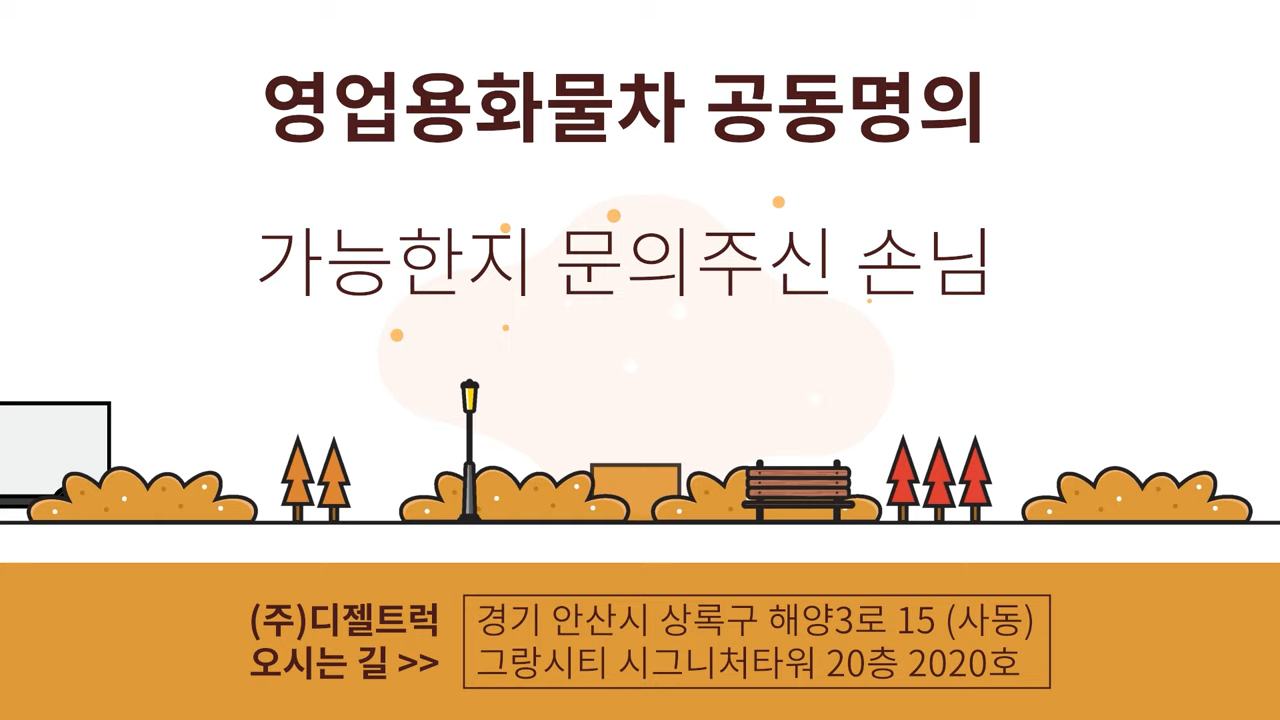 영업용화물차 공동명의
가능한지 문의주신 손님
(주)디젤트럭
오시는 길 >>
경기 안산시 상록구 해양3로 15 (사동)
그랑시티 시그니처타워 20층 2020호